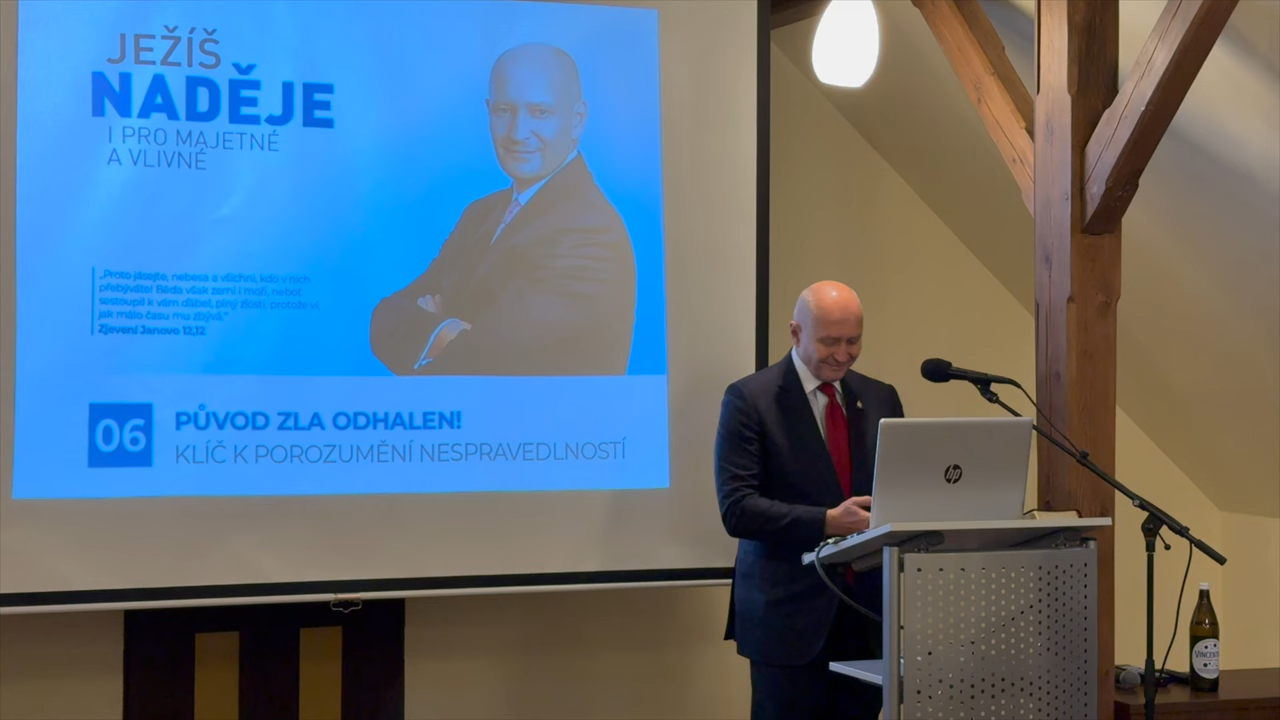 JEŽÍŠ
NADĚJE
I PRO MAJETNÉ
A VLIVNÉ
„Proto jásejte, nebesa a všichni, kdo v nich
přebýváte! Běda však zemi i moři, neboť
sestoupil k vám ďábel, plný zlosti, protože ví,
jak málo času mu zbývá.“
Zjevení Janovo 12,12
06
PŮVOD ZLA ODHALEN!
KLÍČ K POROZUMĚNÍ NESPRAVEDLNOSTÍ
hp
VINCENTK